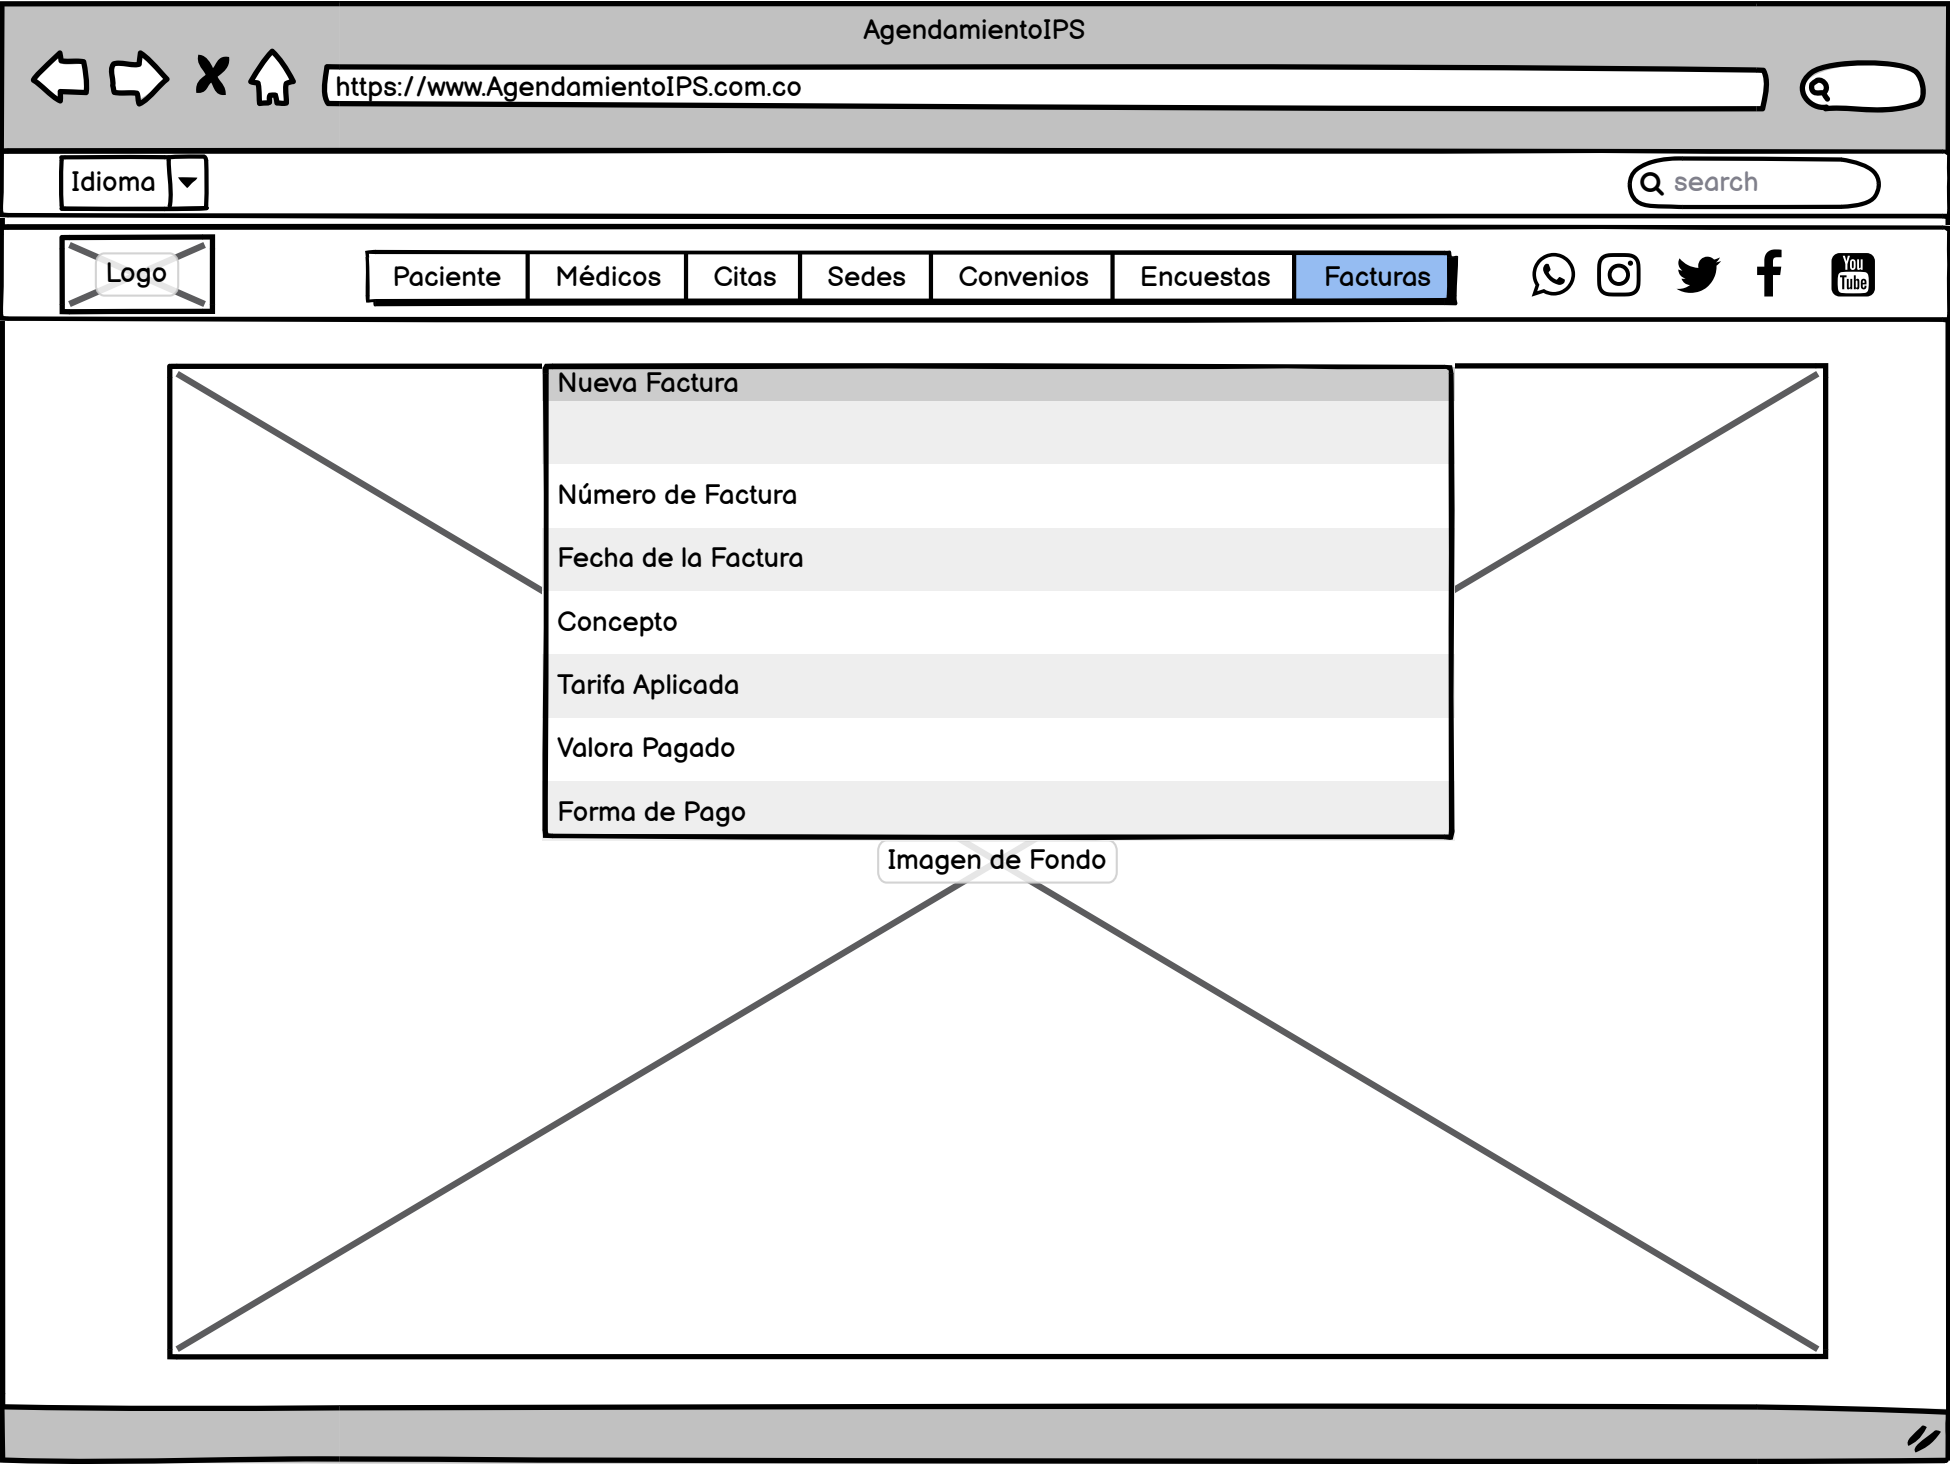 AgendamientoIPS
https://www.AgendamientoIPS.com.co
Idioma
search
Logo
Paciente Médicos Citas Sedes Convenios Encuestas Facturas
You
Tube
Nueva Factura
Número de Factura
Fecha de la Factura
Concepto
Tarifa Aplicada
Valora Pagado
Forma de Pago
Imagen de Fondo